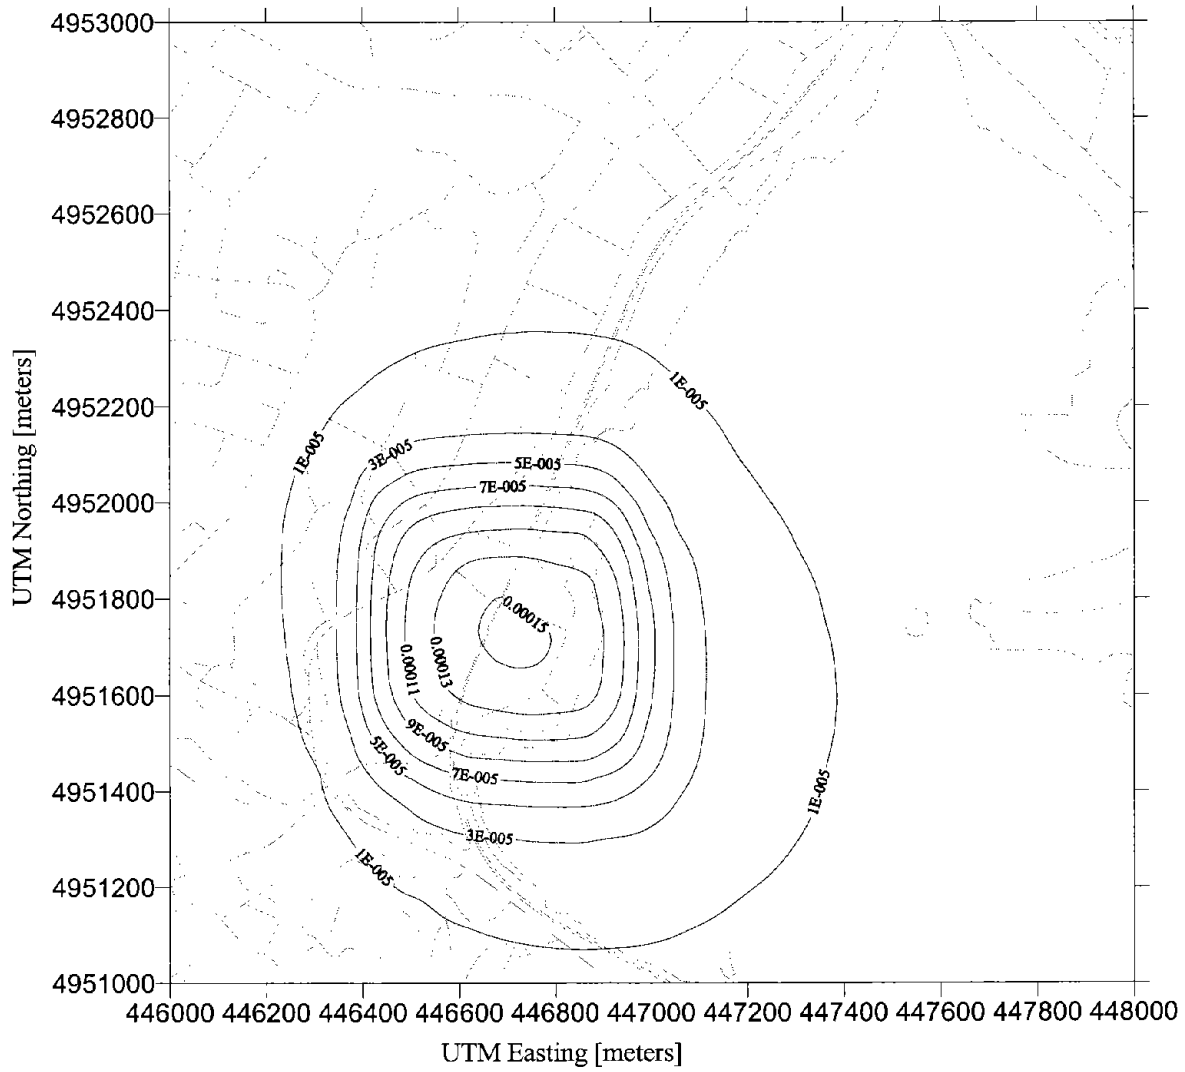 4953000
4952800
4952600
4952400
4952200
4952000
4951800
4951600
4951400
4951200
4951000
UTM Northing [meters]
1E-005
1E-005
3E-005
5E-005
7E-005
0.00015
0.00013
0.00011
9E-005
5E-005
7E-005
1E-005
3E-005
1E-005
446000 446200 446400 446600 446800 447000 447200 447400 447600 447800 448000
UTM Easting [meters]